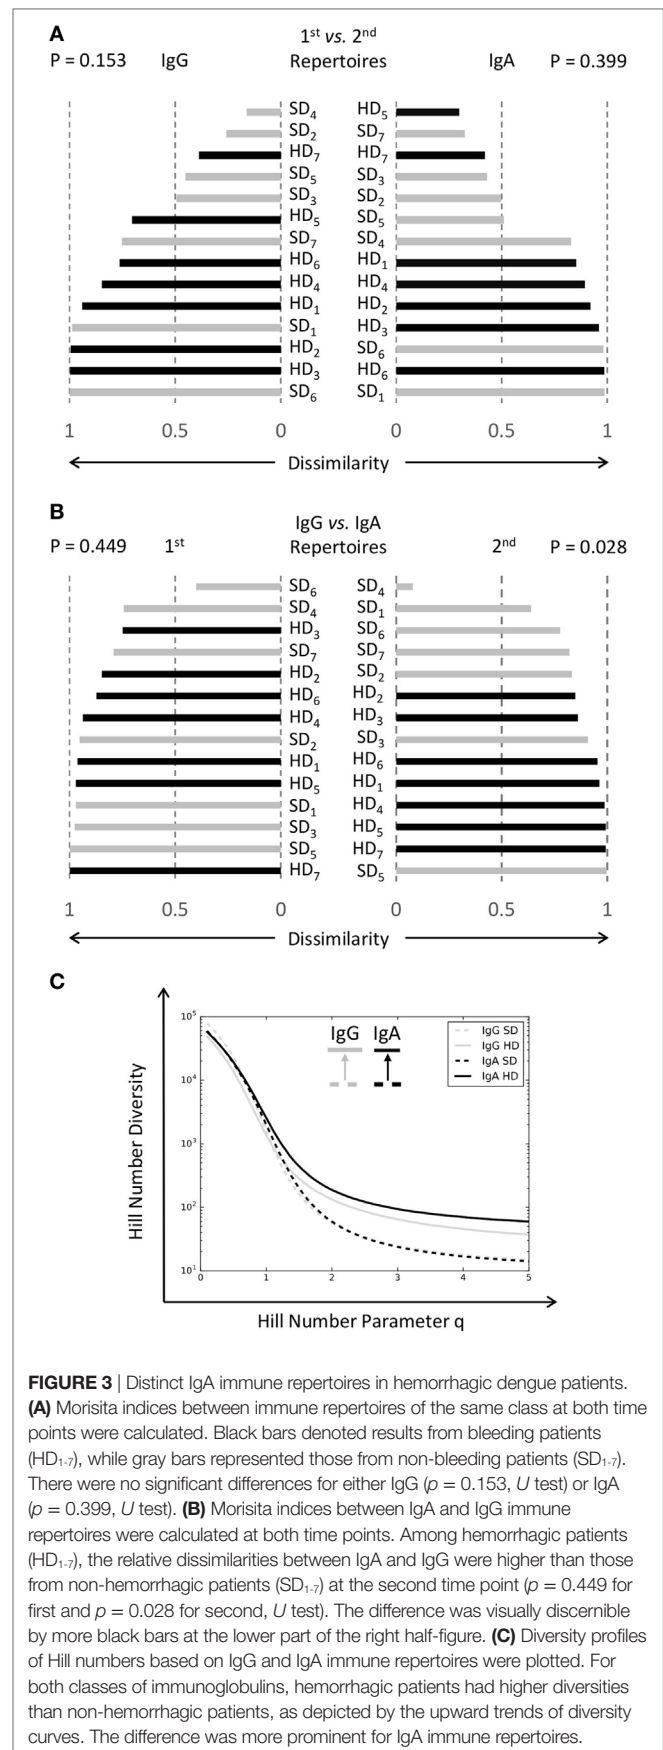 A
1st vs. 2nd
P = 0.153 IgG Repertoires IgA P = 0.399
SD4 HD5
SD2 SD7
HD7 HD7
SD5 SD3
SD3 SD2
HD5 SD5
SD7 SD4
HD6 HD1
HD4 HD4
HD1 HD2
SD1 HD3
HD2 SD6
HD3 HD6
SD6 SD1
1 0.5 0 0 0.5 1
Dissimilarity
B
IgG vs. IgA
P = 0.449 1st Repertoires 2nd P = 0.028
SD6 SD4
SD4 SD1
HD3 SD6
SD7 SD7
HD2 SD2
HD6 HD2
HD4 HD3
SD2 SD3
HD1 HD6
HD5 HD1
SD1 HD4
SD3 HD5
SD5 HD7
HD7 SD5
1 0.5 0 0 0.5 1
Dissimilarity
C
Hill Number Diversity
10^5
10^4
10^3
10^2
10^1
IgG IgA
IgG SD
IgG HD
IgA SD
IgA HD
0 1 2 3 4 5
Hill Number Parameter q
FIGURE 3 | Distinct IgA immune repertoires in hemorrhagic dengue patients.
(A) Morisita indices between immune repertoires of the same class at both time
points were calculated. Black bars denoted results from bleeding patients
(HD1-7), while gray bars represented those from non-bleeding patients (SD1-7).
There were no significant differences for either IgG (p = 0.153, U test) or IgA
(p = 0.399, U test). (B) Morisita indices between IgA and IgG immune
repertoires were calculated at both time points. Among hemorrhagic patients
(HD1-7), the relative dissimilarities between IgA and IgG were higher than those
from non-hemorrhagic patients (SD1-7) at the second time point (p = 0.449 for
first and p = 0.028 for second, U test). The difference was visually discernible
by more black bars at the lower part of the right half-figure. (C) Diversity profiles
of Hill numbers based on IgG and IgA immune repertoires were plotted. For
both classes of immunoglobulins, hemorrhagic patients had higher diversities
than non-hemorrhagic patients, as depicted by the upward trends of diversity
curves. The difference was more prominent for IgA immune repertoires.